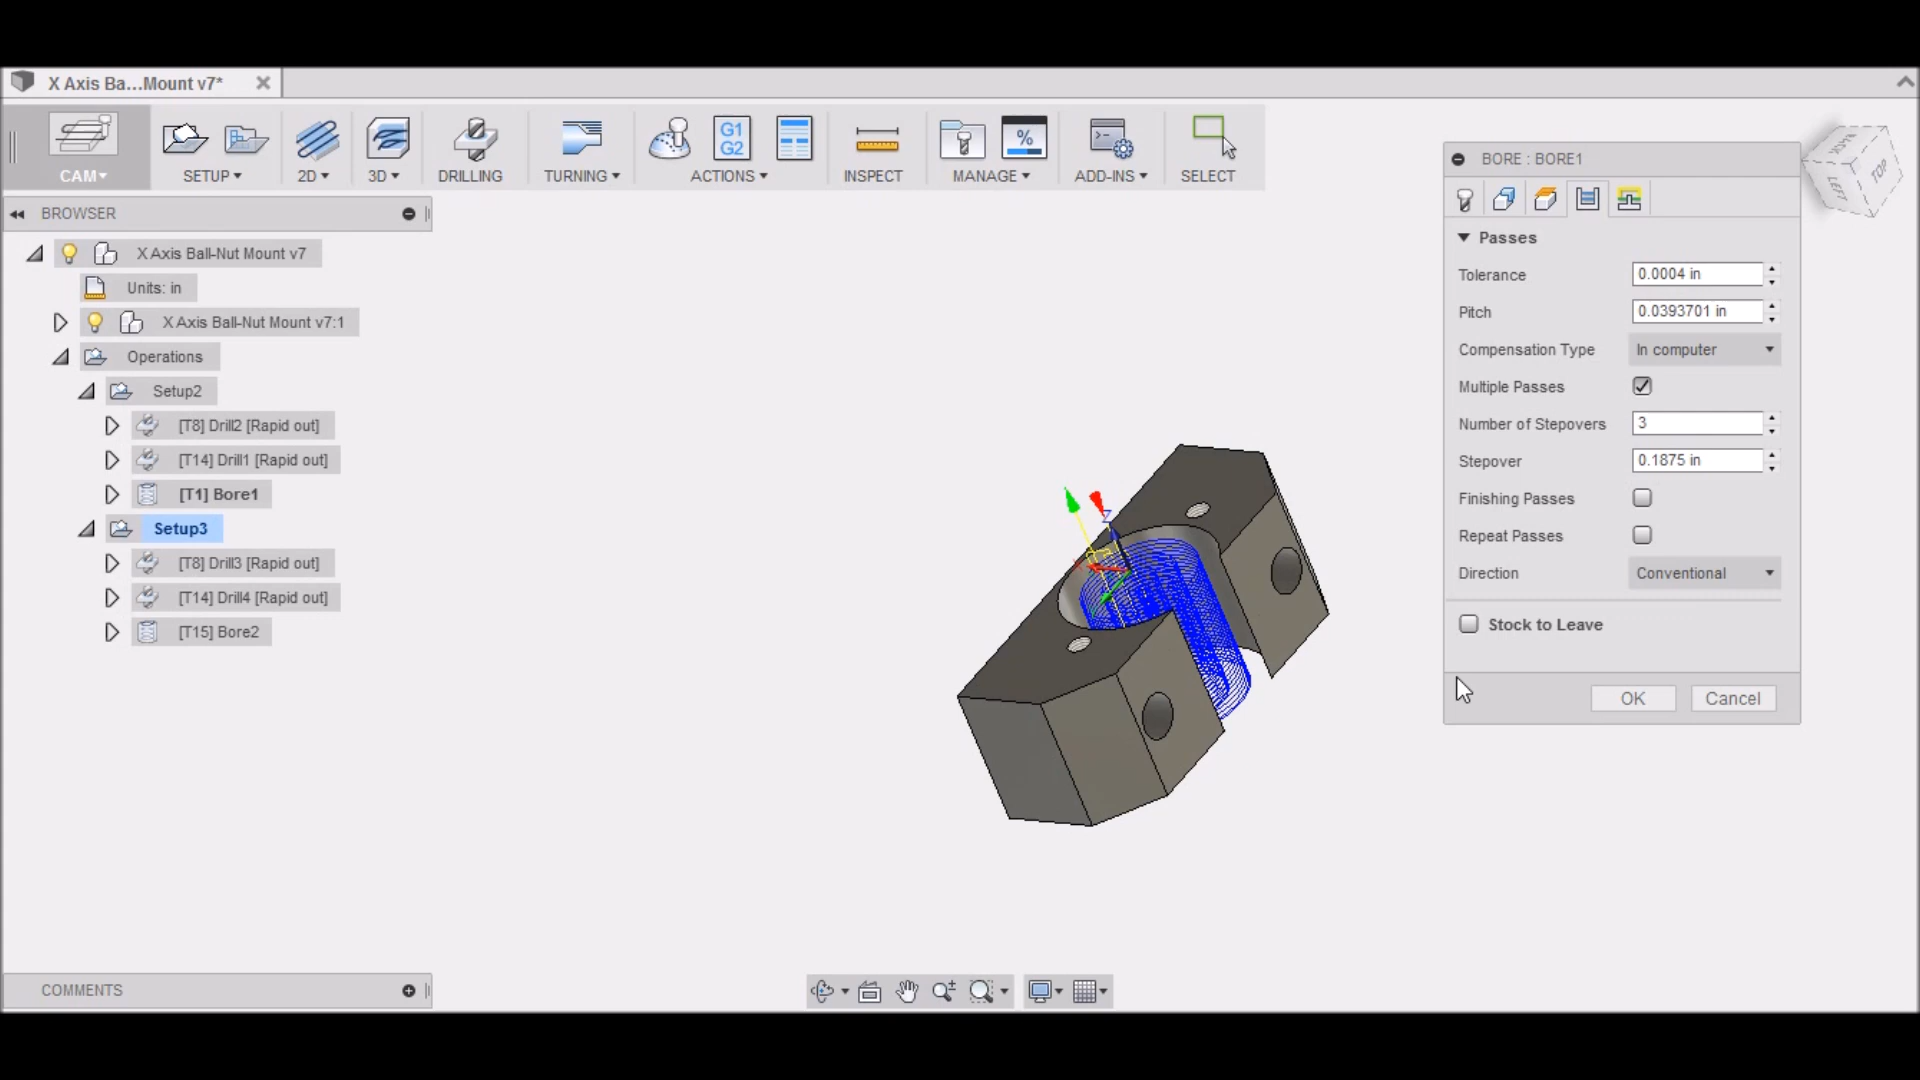 X Axis Ba...Mount v7*
CAM
SETUP
2D
3D
DRILLING
G1
G2
TURNING
ACTIONS
INSPECT
%
MANAGE
ADD-INS
SELECT
BROWSER
X Axis Ball-Nut Mount v7
Units: in
X Axis Ball-Nut Mount v7:1
Operations
Setup2
[T8] Drill2 [Rapid out]
[T14] Drill1 [Rapid out]
[T1] Bore1
Setup3
[T8] Drill3 [Rapid out]
[T14] Drill4 [Rapid out]
[T15] Bore2
COMMENTS
Z
X
BORE : BORE1
Passes
Tolerance 0.0004 in
Pitch 0.0393701 in
Compensation Type In computer
Multiple Passes
Number of Stepovers 3
Stepover 0.1875 in
Finishing Passes
Repeat Passes
Direction Conventional
Stock to Leave
OK Cancel
BACK
LEFT
TOP